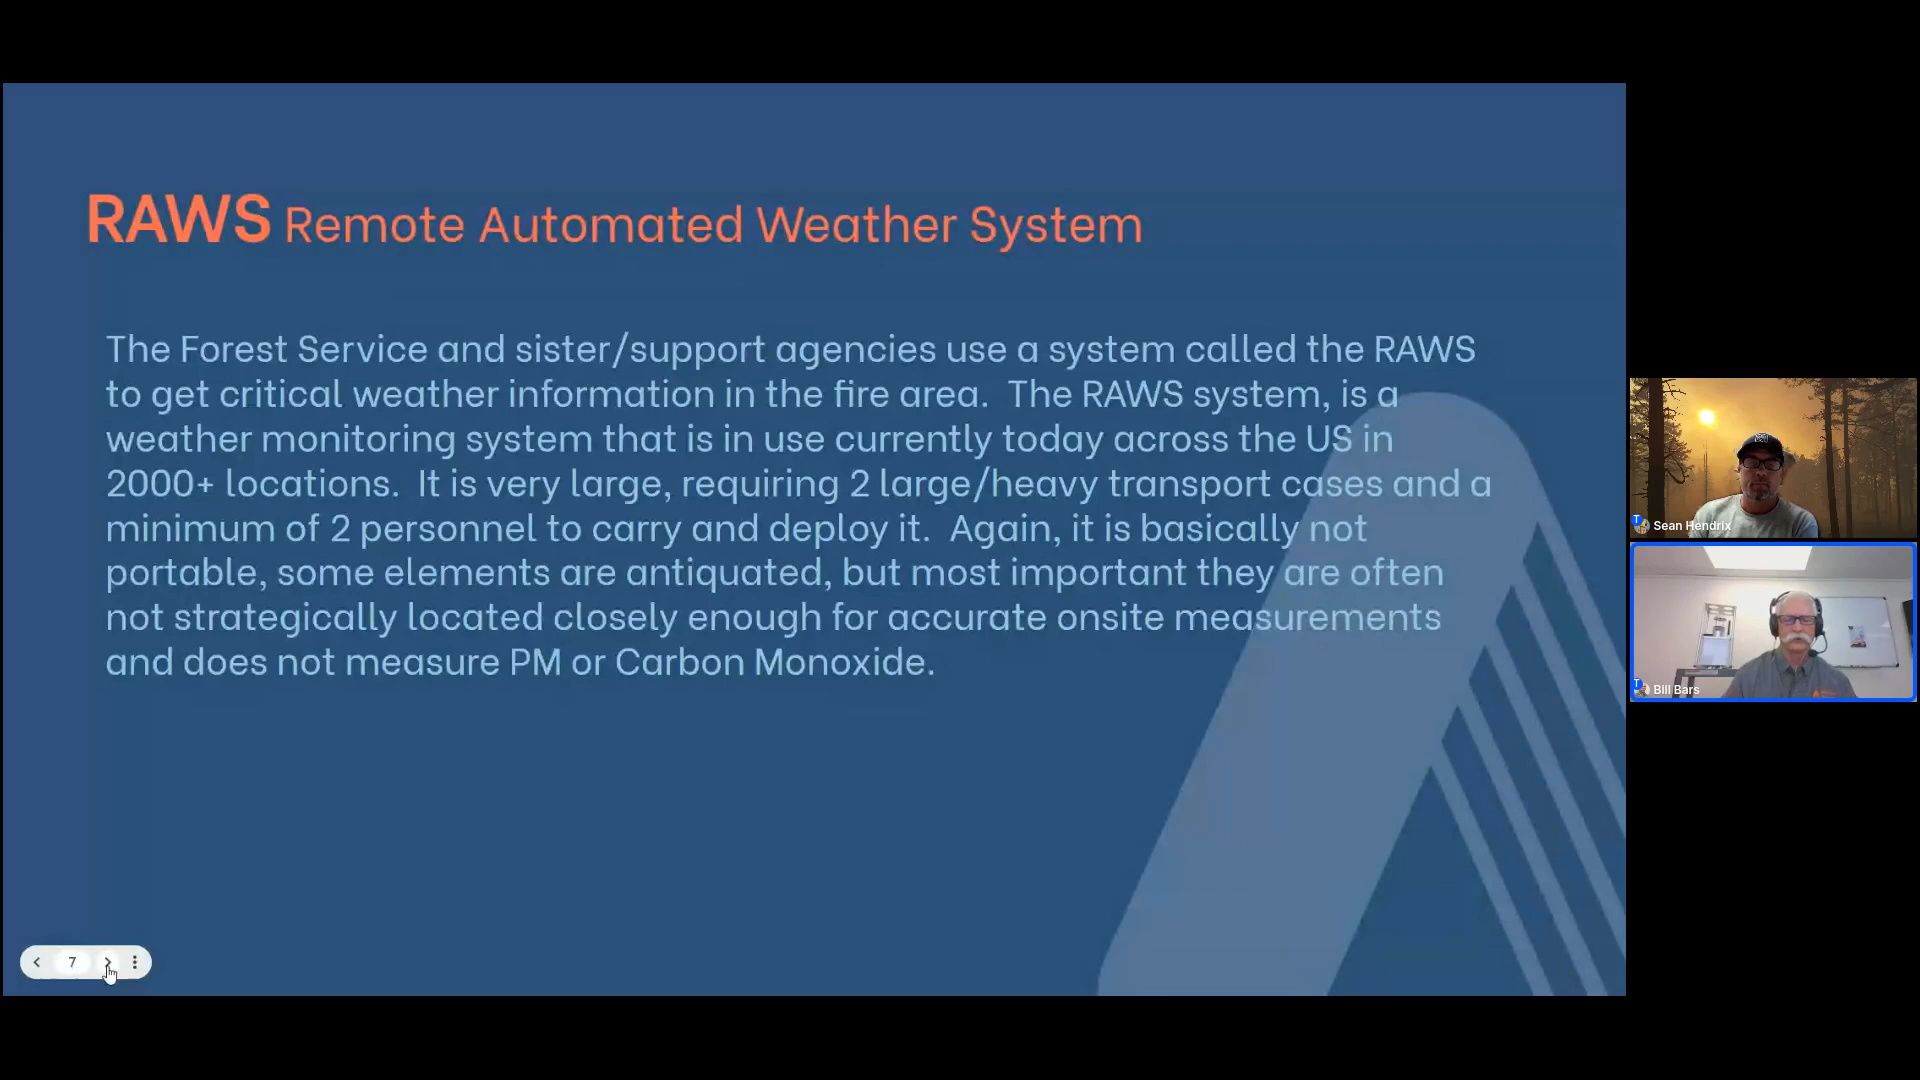 RAWS Remote Automated Weather System
The Forest Service and sister/support agencies use a system called the RAWS
to get critical weather information in the fire area.  The RAWS system, is a
weather monitoring system that is in use currently today across the US in
2000+ locations.  It is very large, requiring 2 large/heavy transport cases and a
minimum of 2 personnel to carry and deploy it.  Again, it is basically not
portable, some elements are antiquated, but most important they are often
not strategically located closely enough for accurate onsite measurements
and does not measure PM or Carbon Monoxide.
7
Sean Hendrix
Bill Bars